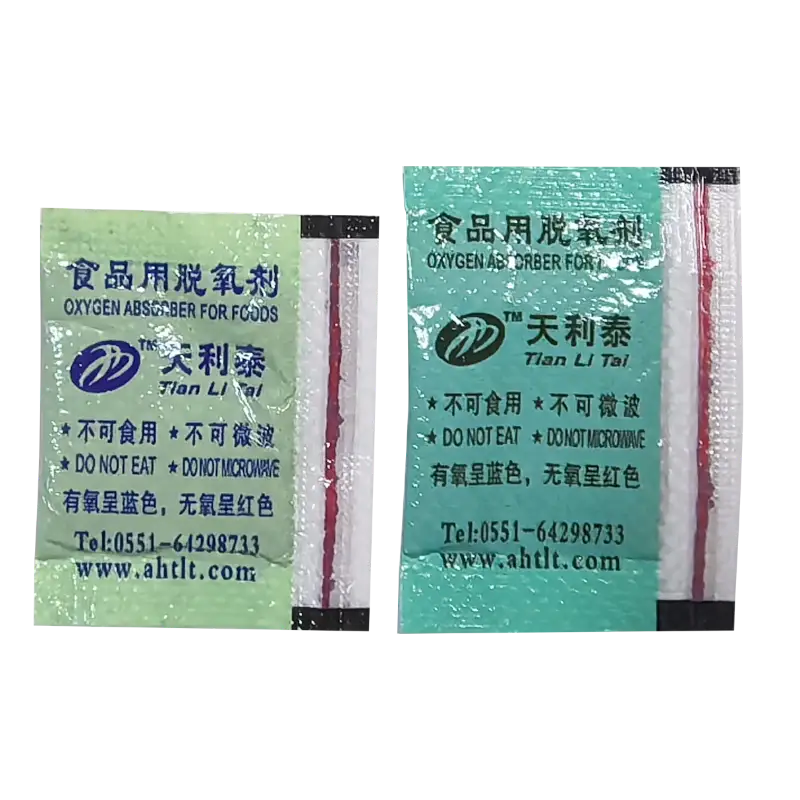 食品用脱氧剂
OXYGEN ABSORBER FOR FOODS
TM 天利泰
Tian Li Tai
★不可食用 ★不可微波
★DO NOT EAT ★DO NOT MICROWAVE
有氧呈蓝色，无氧呈红色
Tel:0551-64298733
www.ahtlt.com
食品用脱氧剂
OXYGEN ABSORBER FOR
TM 天利泰
Tian Li Tai
★不可食用 ★不可微波
★DO NOT EAT ★DO NOT MICROWAVE
有氧呈蓝色，无氧呈红色
Tel:0551-64298733
www.ahtlt.com